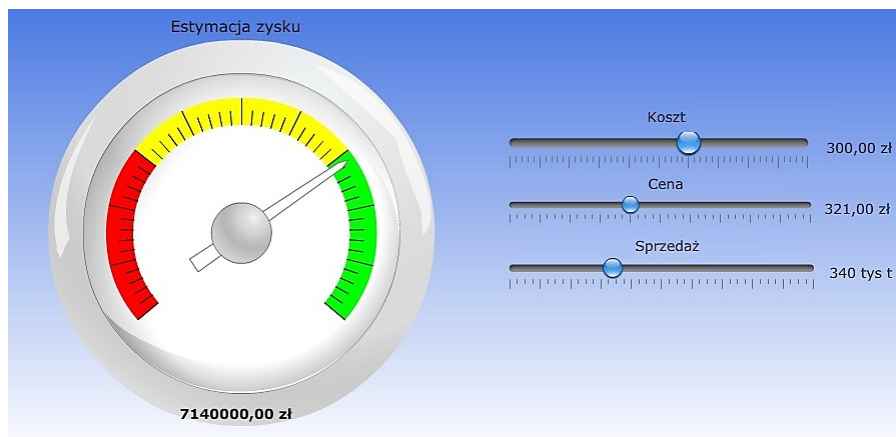 Estymacja zysku
7140000,00 zł
Koszt
300,00 zł
Cena
321,00 zł
Sprzedaż
340 tys t